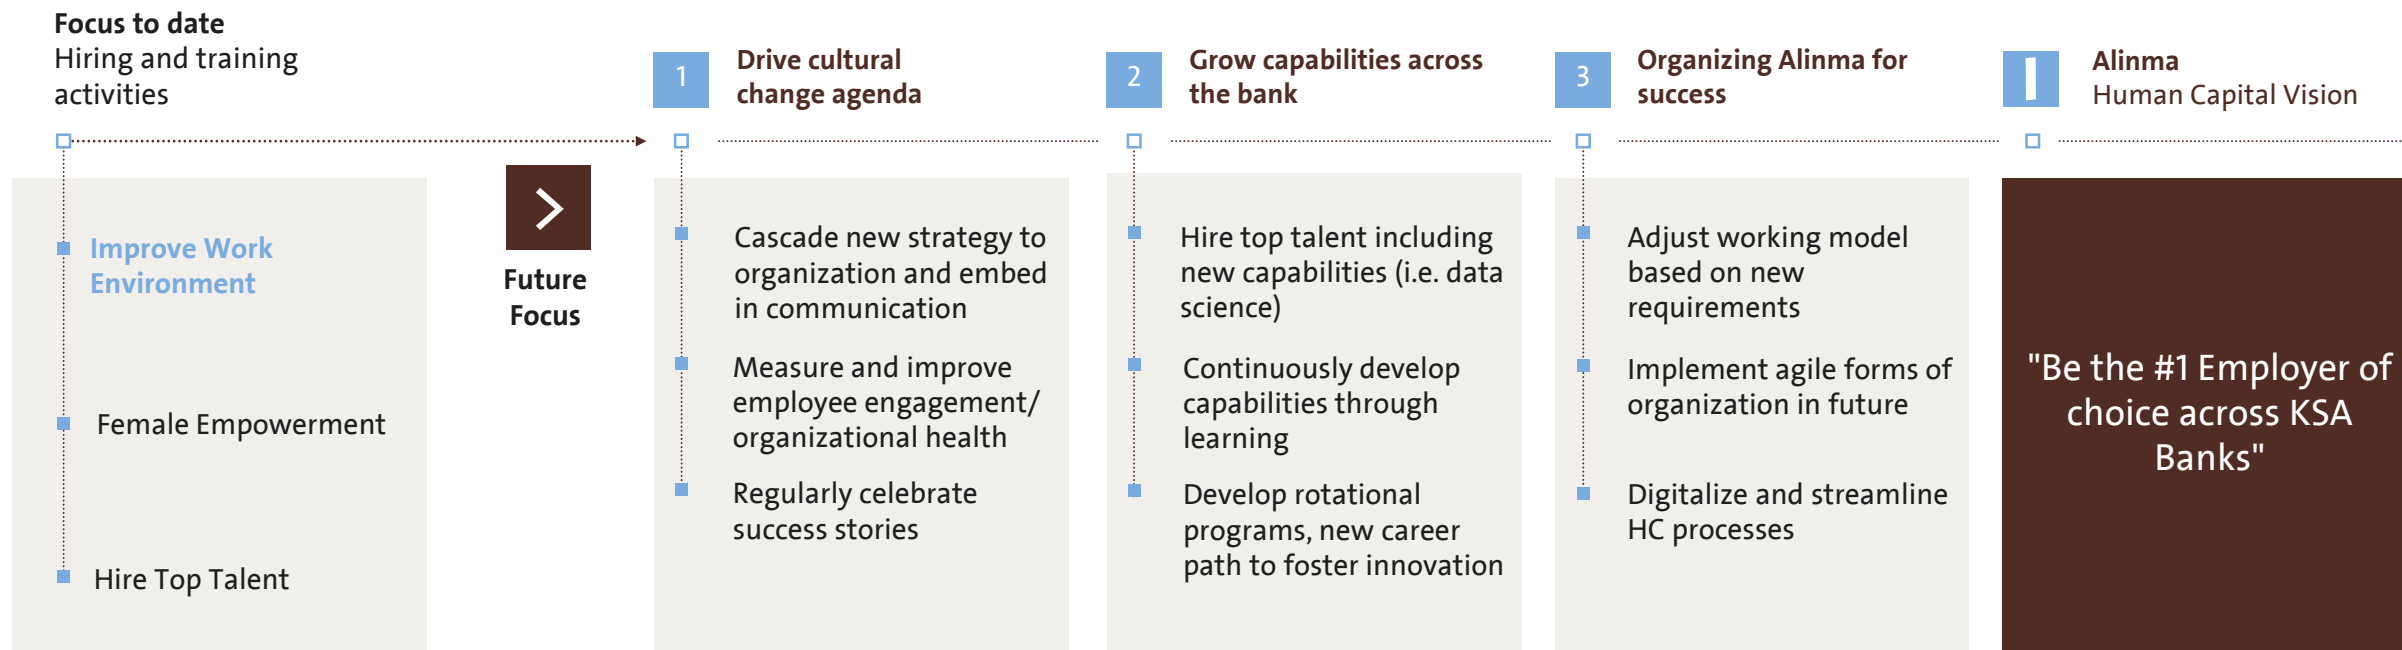 Focus to date
Hiring and training
activities
Improve Work
Environment
Female Empowerment
Hire Top Talent
>
Future
Focus
1
Drive cultural
change agenda
Cascade new strategy to
organization and embed
in communication
Measure and improve
employee engagement/
organizational health
Regularly celebrate
success stories
2
Grow capabilities across
the bank
Hire top talent including
new capabilities (i.e. data
science)
Continuously develop
capabilities through
learning
Develop rotational
programs, new career
path to foster innovation
3
Organizing Alinma for
success
Adjust working model
based on new
requirements
Implement agile forms of
organization in future
Digitalize and streamline
HC processes
Alinma
Human Capital Vision
"Be the #1 Employer of
choice across KSA
Banks"